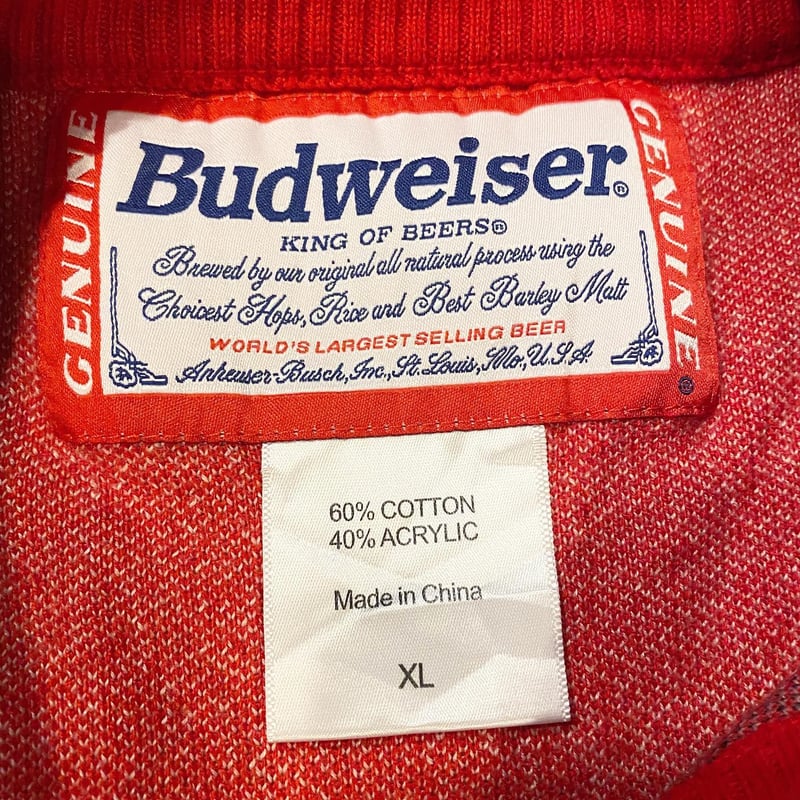 GENUINE
Budweiser®
KING OF BEERS®
Brewed by our original all natural process using the
Choicest Hops, Rice and Best Barley Malt
WORLD'S LARGEST SELLING BEER
Anheuser-Busch, Inc., St. Louis, Mo., U.S.A.
GENUINE
®
60% COTTON
40% ACRYLIC
Made in China
XL